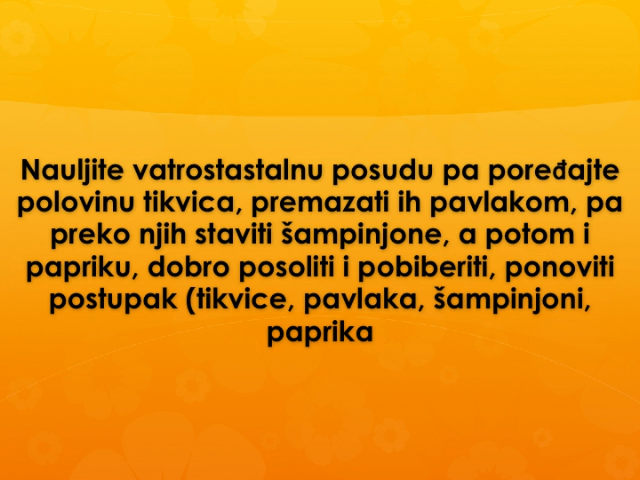 Nauljite vatrostastalnu posudu pa poređajte
polovinu tikvica, premazati ih pavlakom, pa
preko njih staviti šampinjone, a potom i
papriku, dobro posoliti i pobiberiti, ponoviti
postupak (tikvice, pavlaka, šampinjoni,
paprika